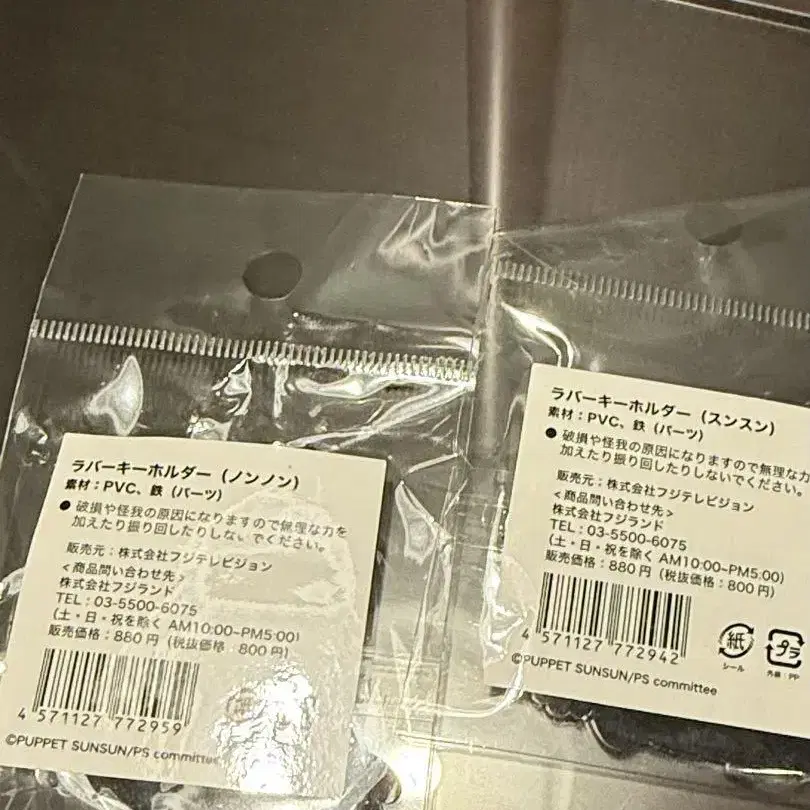 ラバーキーホルダー（ノンノン）
素材：PVC、鉄（パーツ）
● 破損や怪我の原因になりますので無理な力を
加えたり振り回したりしないでください。
販売元：株式会社フジテレビジョン
＜商品問い合わせ先＞
株式会社フジランド
TEL：03-5500-6075
（土・日・祝を除く AM10:00~PM5:00）
販売価格：880円（税抜価格：800円）
4 571127 772959
©PUPPET SUNSUN/PS committee
ラバーキーホルダー（スンスン）
素材：PVC、鉄（パーツ）
● 破損や怪我の原因になりますので無理な力
加えたり振り回したりしないでください。
販売元：株式会社フジテレビジョン
＜商品問い合わせ先＞
株式会社フジランド
TEL：03-5500-6075
（土・日・祝を除く AM10:00~PM5:00）
販売価格：880円（税抜価格：800円）
4 571127 772942
紙
シール
プラ
外装：PP
©PUPPET SUNSUN/PS committee